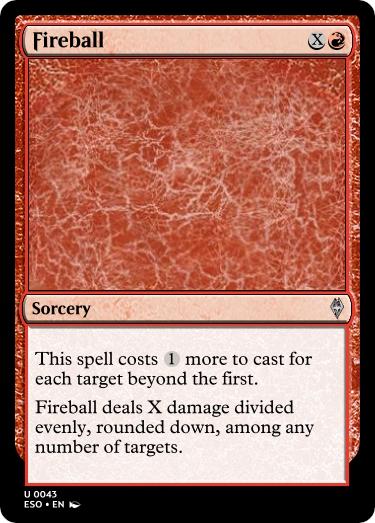 Fireball X
Sorcery
This spell costs 1 more to cast for
each target beyond the first.
Fireball deals X damage divided
evenly, rounded down, among any
number of targets.
U 0043
ESO • EN